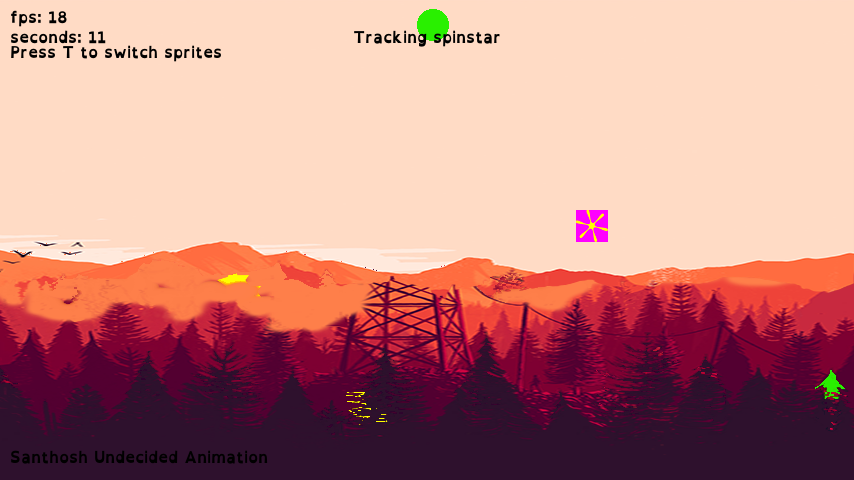 fps: 18
seconds: 11
Press T to switch sprites
Tracking spinstar
Santhosh Undecided Animation